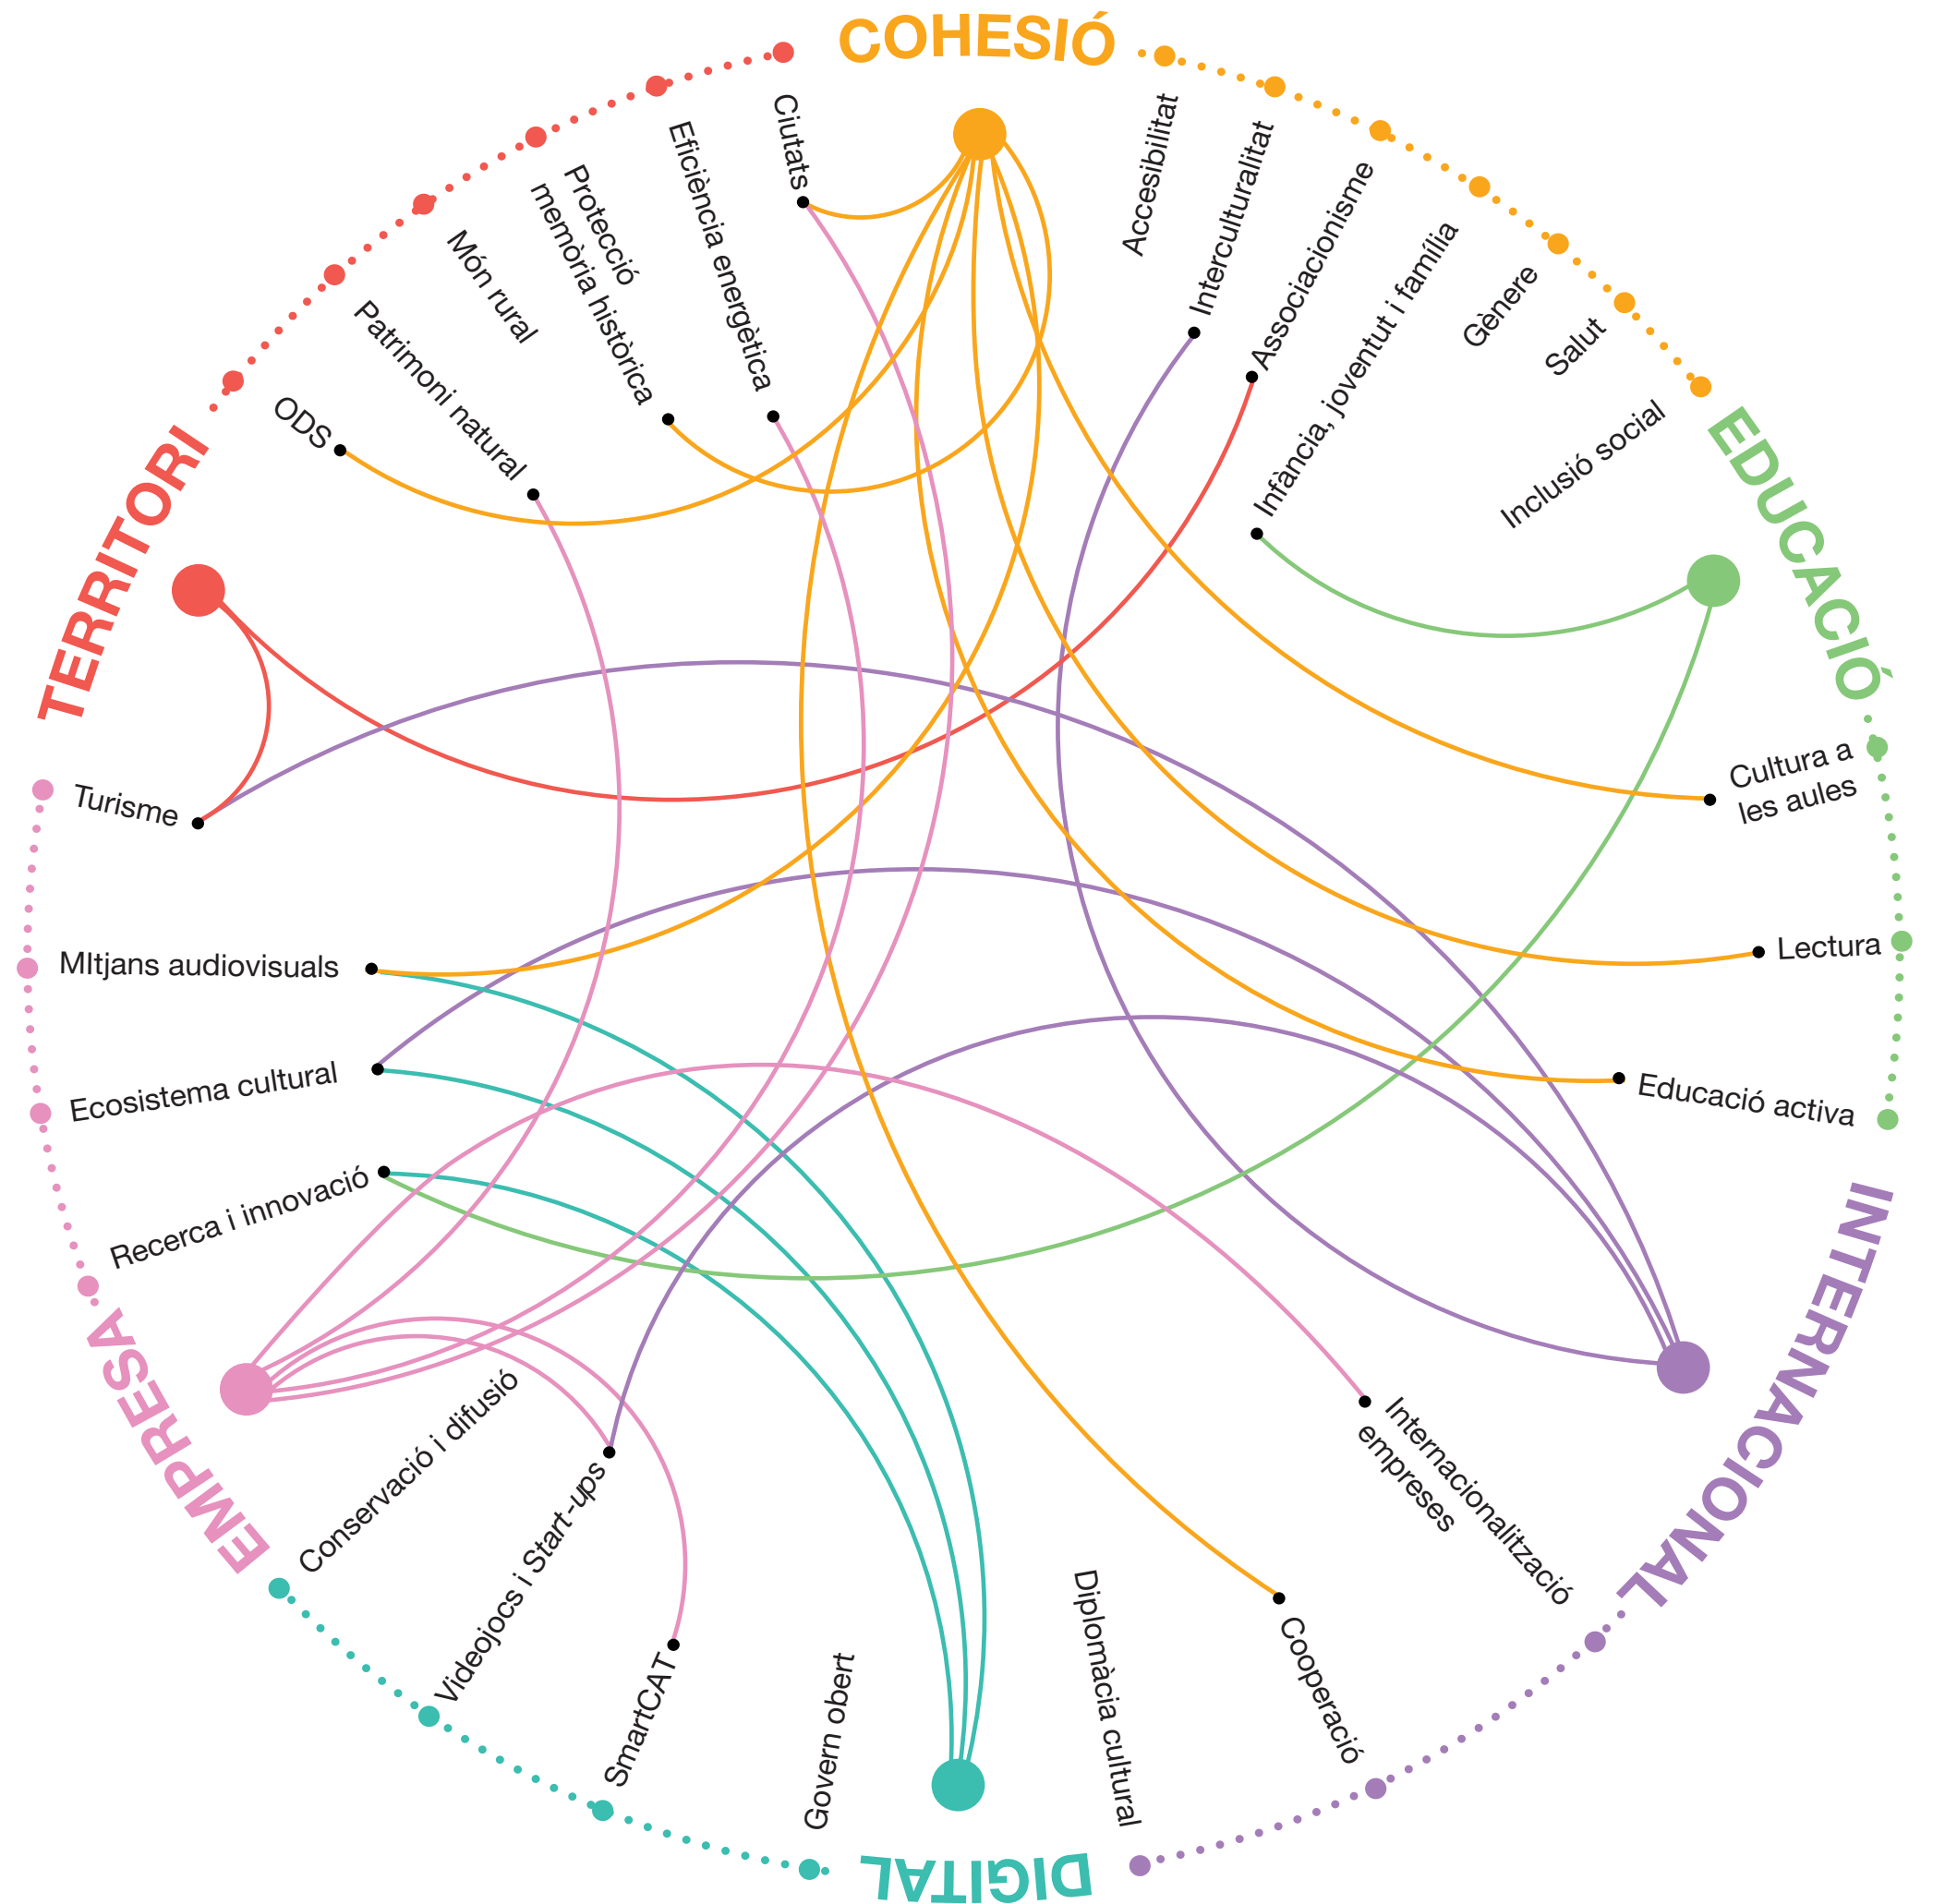 COHESIÓ
Accesibilitat
Interculturalitat
Associacionisme
Infància, joventut i família
Gènere
Salut
Inclusió social
EDUCACIÓ
Cultura a
les aules
Lectura
Educació activa
INTERNACIONAL
Internacionalització
empreses
Cooperació
Diplomàcia cultural
DIGITAL
Govern obert
SmartCAT
Videojocs i Start-ups
Conservació i difusió
EMPRESA
Recerca i innovació
Ecosistema cultural
MItjans audiovisuals
Turisme
TERRITORI
ODS
Patrimoni natural
Món rural
Protecció
memòria històrica
Eficiència energètica
Ciutats